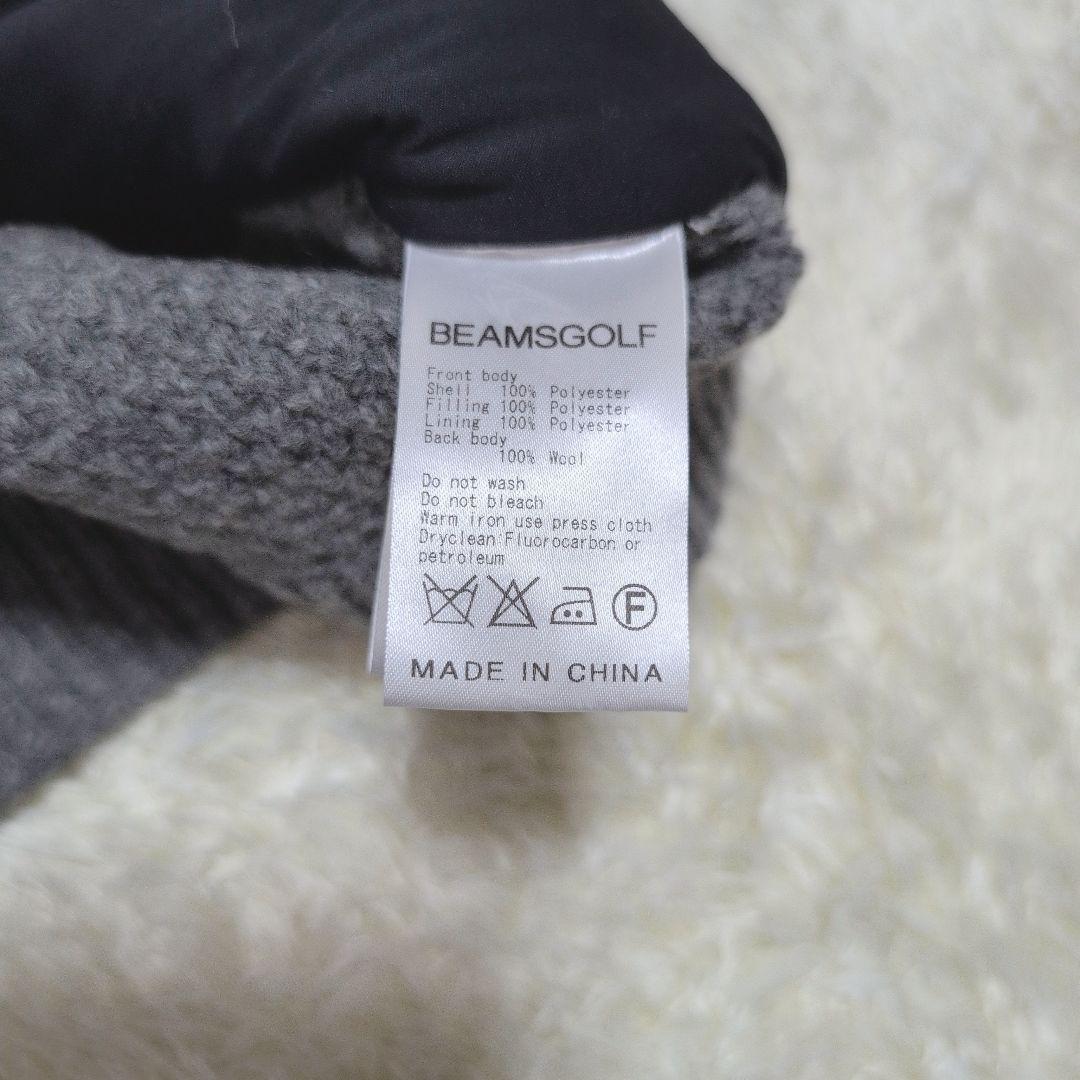 BEAMSGOLF
Front body
Shell 100% Polyester
Filling 100% Polyester
Lining 100% Polyester
Back body
100% Wool
Do not wash
Do not bleach
Warm iron use press cloth
Dryclean Fluorocarbon or
petroleum
F
MADE IN CHINA